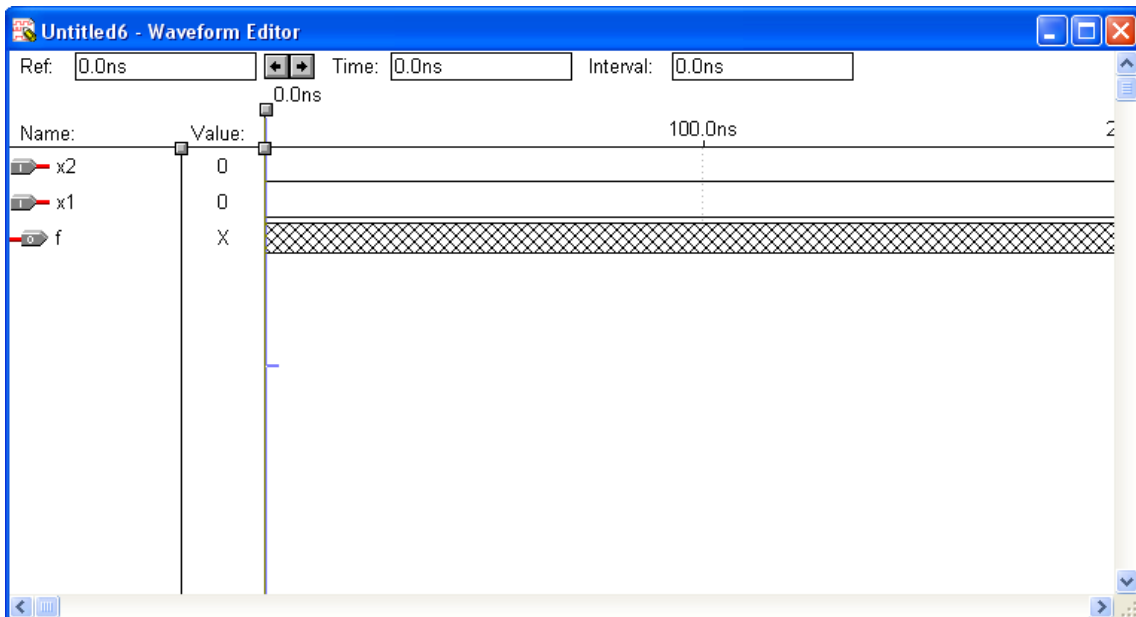 Untitled6 - Waveform Editor
Ref: 0.0ns Time: 0.0ns Interval: 0.0ns
0.0ns
Name: Value: 100.0ns 2
I x2 0
I x1 0
O f X